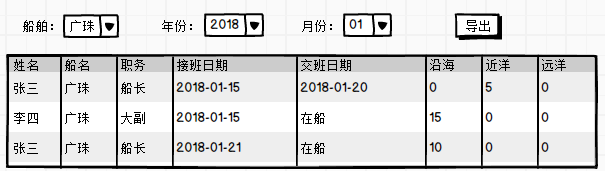 船舶： 广珠 年份： 2018 月份： 01 导出
姓名 船名 职务 接班日期 交班日期 沿海 近洋 远洋
张三 广珠 船长 2018-01-15 2018-01-20 0 5 0
李四 广珠 大副 2018-01-15 在船 15 0 0
张三 广珠 船长 2018-01-21 在船 10 0 0